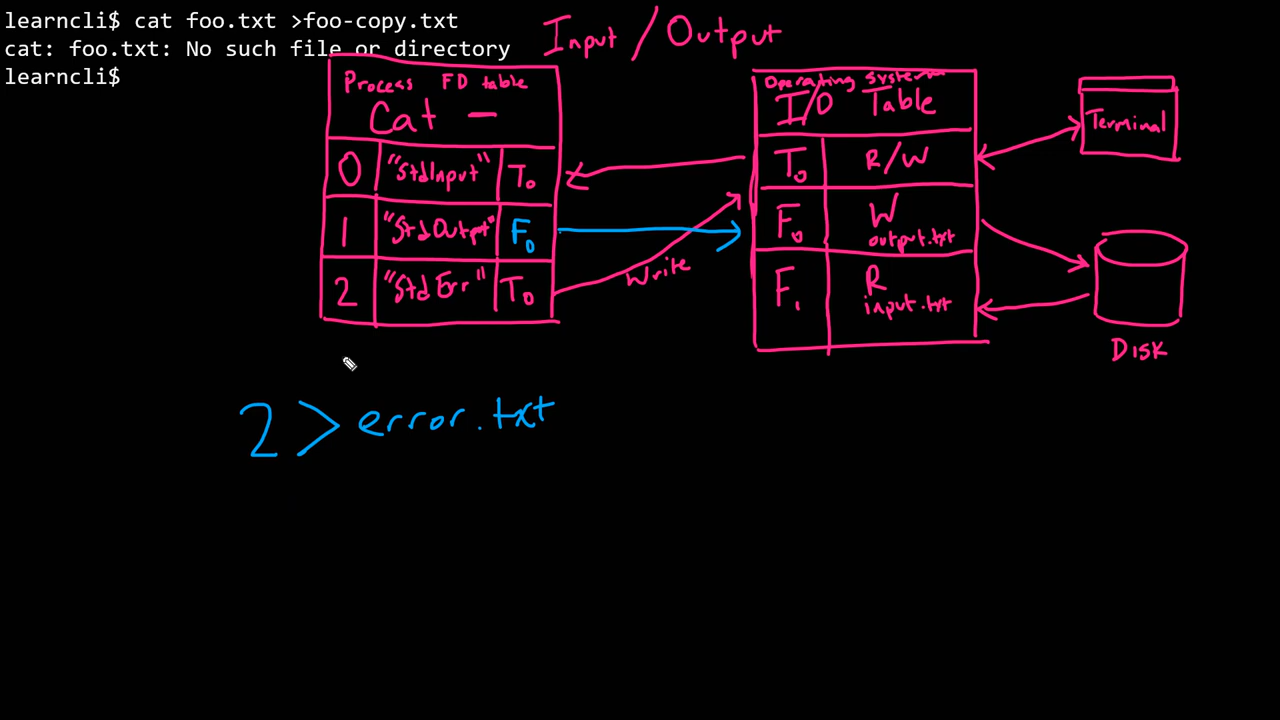 learncli$ cat foo.txt >foo-copy.txt
cat: foo.txt: No such file or directory
learncli$
Input / Output
Process FD table
Cat -
0 "StdInput" T0
1 "StdOutput" F0
2 "StdErr" T0
Write
Operating System
I/O Table
T0 R/W
F0 W
output.txt
F1 R
input.txt
Terminal
Disk
2 > error.txt